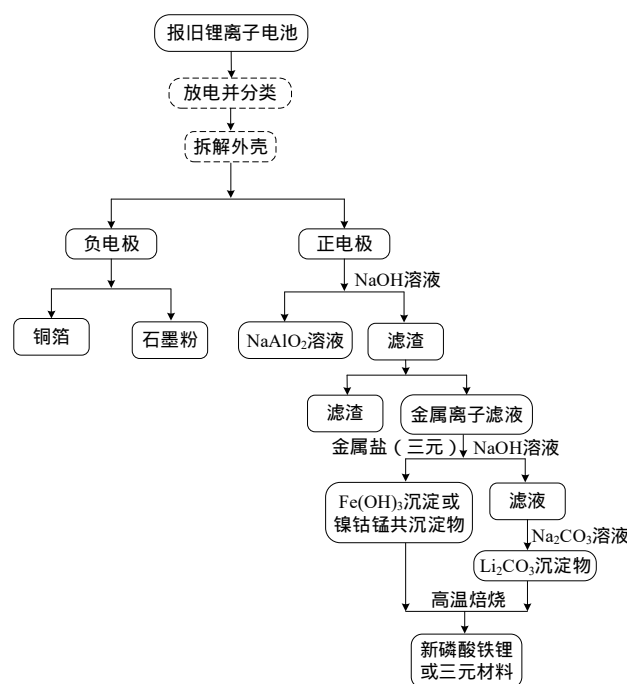 报旧锂离子电池
放电并分类
拆解外壳
负电极
正电极
NaOH溶液
铜箔
石墨粉
NaAlO₂溶液
滤渣
滤渣
金属离子滤液
金属盐（三元）
NaOH溶液
Fe(OH)₃沉淀或
镍钴锰共沉淀物
滤液
Na₂CO₃溶液
Li₂CO₃沉淀物
高温焙烧
新磷酸铁锂
或三元材料